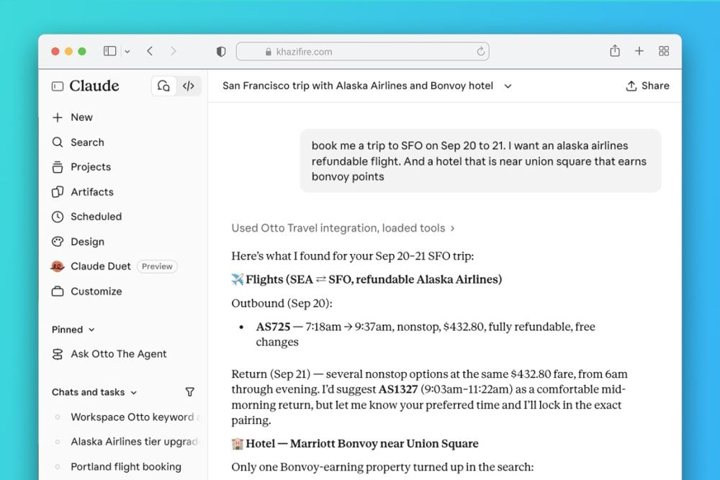 khazifire.com
Claude
San Francisco trip with Alaska Airlines and Bonvoy hotel
Share
New
Search
Projects
Artifacts
Scheduled
Design
Claude Duet Preview
Customize
Pinned
Ask Otto The Agent
Chats and tasks
Workspace Otto keyword
Alaska Airlines tier upgrad
Portland flight booking
book me a trip to SFO on Sep 20 to 21. I want an alaska airlines
refundable flight. And a hotel that is near union square that earns
bonvoy points
Used Otto Travel integration, loaded tools >
Here's what I found for your Sep 20–21 SFO trip:
✈️ Flights (SEA ⇄ SFO, refundable Alaska Airlines)
Outbound (Sep 20):
• AS725 — 7:18am → 9:37am, nonstop, $432.80, fully refundable, free
changes
Return (Sep 21) — several nonstop options at the same $432.80 fare, from 6am
through evening. I'd suggest AS1327 (9:03am–11:22am) as a comfortable mid-
morning return, but let me know your preferred time and I'll lock in the exact
pairing.
🏨 Hotel — Marriott Bonvoy near Union Square
Only one Bonvoy-earning property turned up in the search: